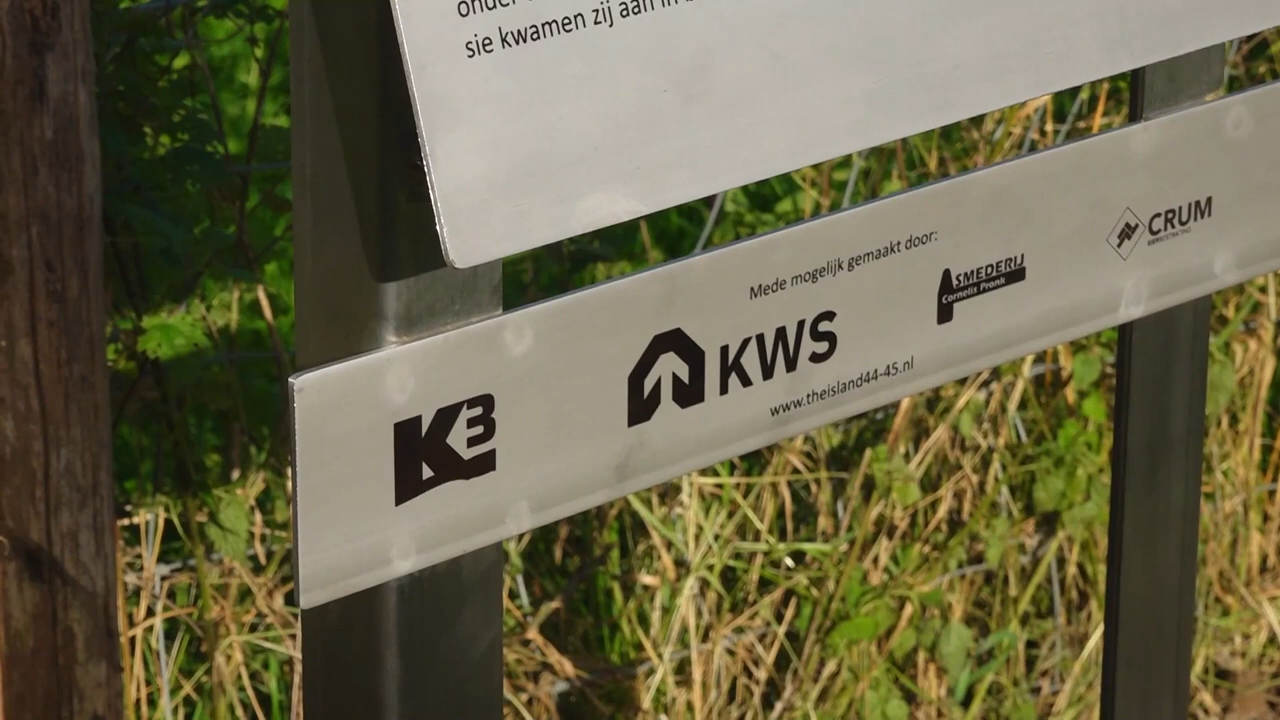 sie kwamen zij aan in
Mede mogelijk gemaakt door:
K3
KWS
www.theisland44-45.nl
SMEDERIJ
Cornelis Pronk
CRUM